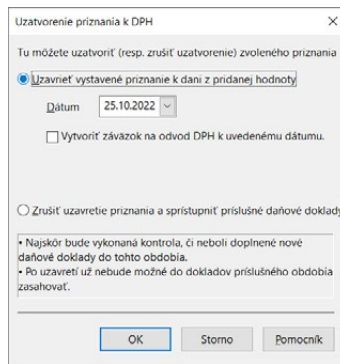 Uzatvorenie priznania k DPH
Tu môžete uzatvoriť (resp. zrušiť uzatvorenie) zvoleného priznania
Uzavrieť vystavené priznanie k dani z pridanej hodnoty
Dátum 25.10.2022
Vytvoriť záväzok na odvod DPH k uvedenému dátumu.
Zrušiť uzavretie priznania a sprístupniť príslušné daňové doklady
• Najskôr bude vykonaná kontrola, či neboli doplnené nové
daňové doklady do tohto obdobia.
• Po uzavretí už nebude možné do dokladov príslušného obdobia
zasahovať.
OK Storno Pomocník